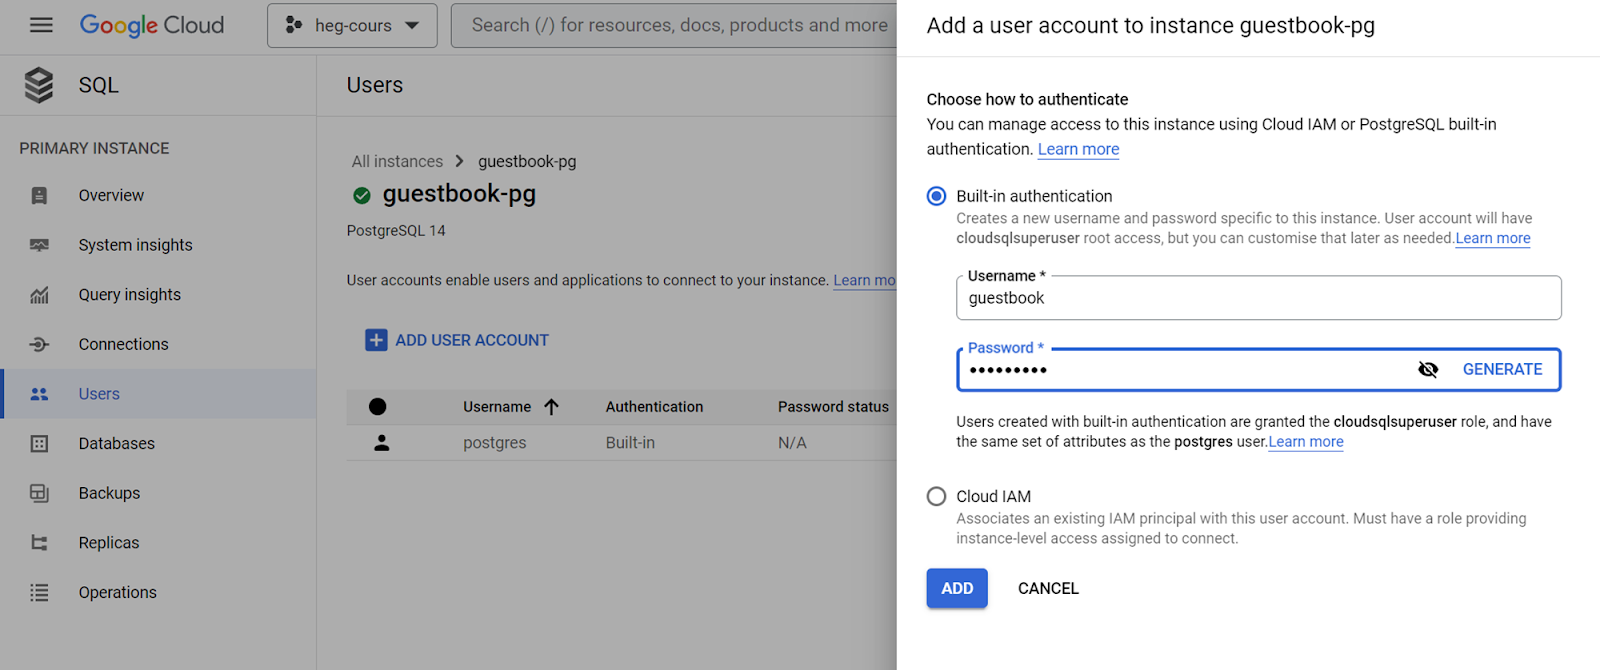 Google Cloud
heg-cours
Search (/) for resources, docs, products and more
SQL
PRIMARY INSTANCE
Overview
System insights
Query insights
Connections
Users
Databases
Backups
Replicas
Operations
Users
All instances > guestbook-pg
guestbook-pg
PostgreSQL 14
User accounts enable users and applications to connect to your instance. Learn mo
ADD USER ACCOUNT
Username Authentication Password status
postgres Built-in N/A
Add a user account to instance guestbook-pg
Choose how to authenticate
You can manage access to this instance using Cloud IAM or PostgreSQL built-in
authentication. Learn more
Built-in authentication
Creates a new username and password specific to this instance. User account will have
cloudsqlsuperuser root access, but you can customise that later as needed.Learn more
Username *
guestbook
Password *
•••••••••
GENERATE
Users created with built-in authentication are granted the cloudsqlsuperuser role, and have
the same set of attributes as the postgres user.Learn more
Cloud IAM
Associates an existing IAM principal with this user account. Must have a role providing
instance-level access assigned to connect.
ADD CANCEL